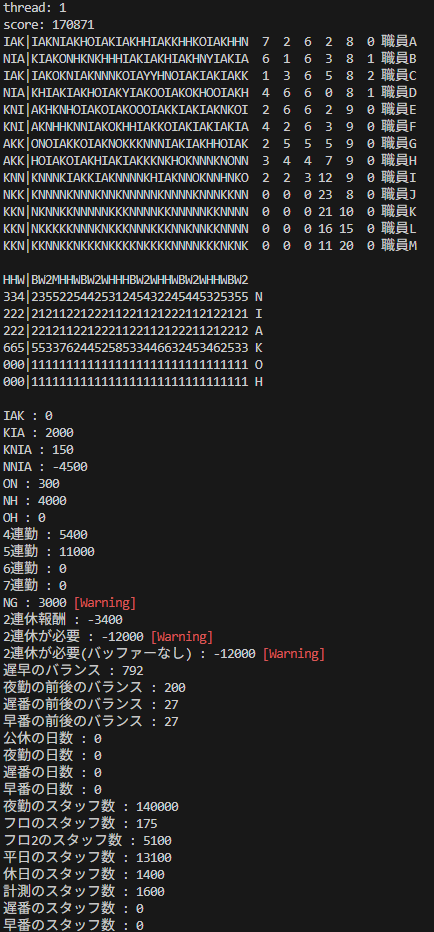 thread: 1
score: 170871
IAK|IAKNIAKHOIAKIAKHHIAKKHHKOIAKHHN 7 2 6 2 8 0 職員A
NIA|KIAKONHKNKHHHIAKIAKHIAKHNYIAKIA 6 1 6 3 8 1 職員B
IAK|IAKOKNIAKNNNKOIAYYHNOIAKIAKIAKK 1 3 6 5 8 2 職員C
NIA|KIAKHIAKHOIAKYIAKOOIAKOKHOOIAKH 4 6 6 0 8 1 職員D
KNI|AKHKNHOIAKOIAKOOOIAKKIAKIAKNKOI 2 6 6 2 9 0 職員E
KNI|AKNHHKNNIAKOKHHIAKKOIAKIAKIAKIA 4 2 6 3 9 0 職員F
AKK|ONOIAKKOIAKNOKKKNNNIAKIAKHHOIAK 2 5 5 5 9 0 職員G
AKK|HOIAKOIAKHIAKIAKKKNKHOKNNNKNONN 3 4 4 7 9 0 職員H
KNN|KNNNKIAKKIAKNNNNKHIAKNNOKNNHNKO 2 2 3 12 9 0 職員I
NKK| 0 0 0 23 8 0 職員J
KKN| 0 0 0 21 10 0 職員K
NKN| 0 0 0 16 15 0 職員L
KKN| 0 0 0 11 20 0 職員M
HHW|BW2MHHWBW2WHHHBW2WHHWBW2WHHWBW2
334|2355225442531245432245445325355 N
222|2121122122212211211222112122121 I
222|2212112212221122112122211212212 A
665|5533762445258533446632453462533 K
000|1111111111111111111111111111111 O
000|1111111111111111111111111111111 H
IAK : 0
KIA : 2000
KNIA : 150
NNIA : -4500
ON : 300
NH : 4000
OH : 0
4連勤 : 5400
5連勤 : 11000
6連勤 : 0
7連勤 : 0
NG : 3000 [Warning]
2連休報酬 : -3400
2連休が必要 : -12000 [Warning]
2連休が必要(バッファーなし) : -12000 [Warning]
遅早のバランス : 792
夜勤の前後のバランス : 200
遅番の前後のバランス : 27
早番の前後のバランス : 27
公休の日数 : 0
夜勤の日数 : 0
遅番の日数 : 0
早番の日数 : 0
夜勤のスタッフ数 : 140000
フロのスタッフ数 : 175
フロ2のスタッフ数 : 5100
平日のスタッフ数 : 13100
休日のスタッフ数 : 1400
計測のスタッフ数 : 1600
遅番のスタッフ数 : 0
早番のスタッフ数 : 0